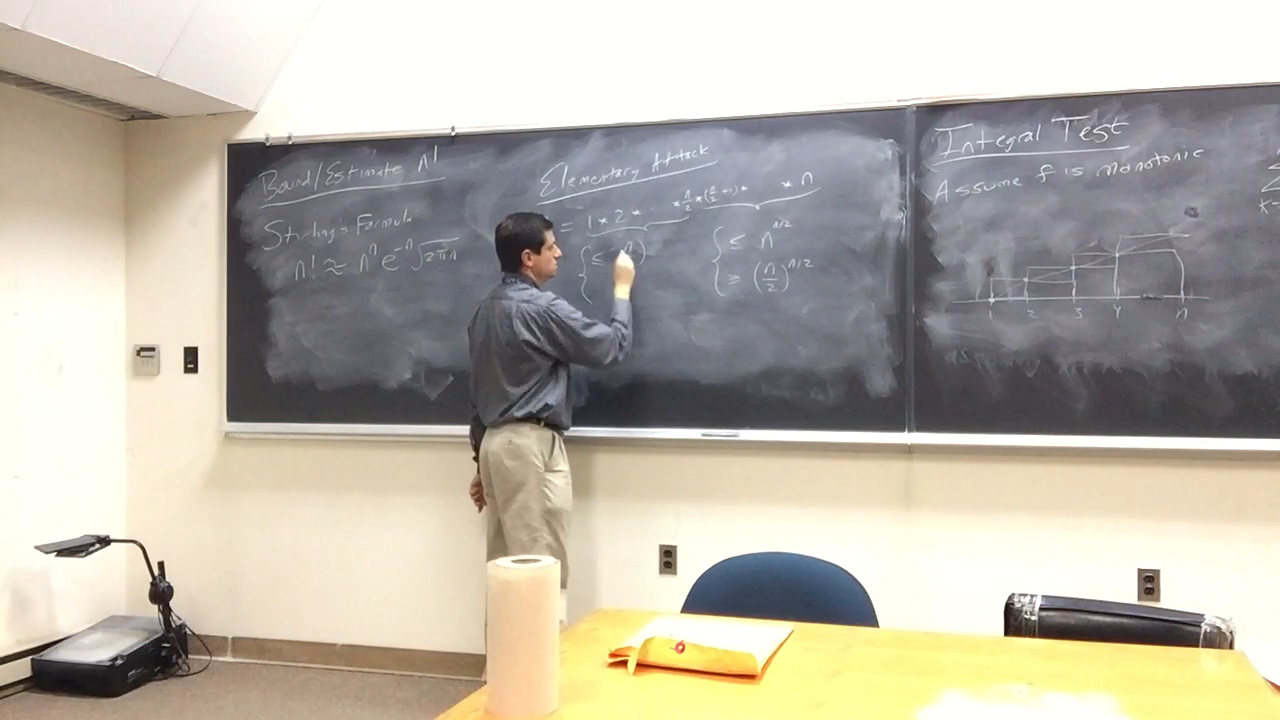 Bound/Estimate n!
Stirling's Formula
n! ≈ nⁿ e⁻ⁿ √2πn
Elementary Attack
= 1 * 2 * * n/2 * (n/2 +1) * * n
≤ n^(n/2)
≥ (n/2)^(n/2)
≤
Integral Test
Assume f is monotonic
1 2 3 4 n